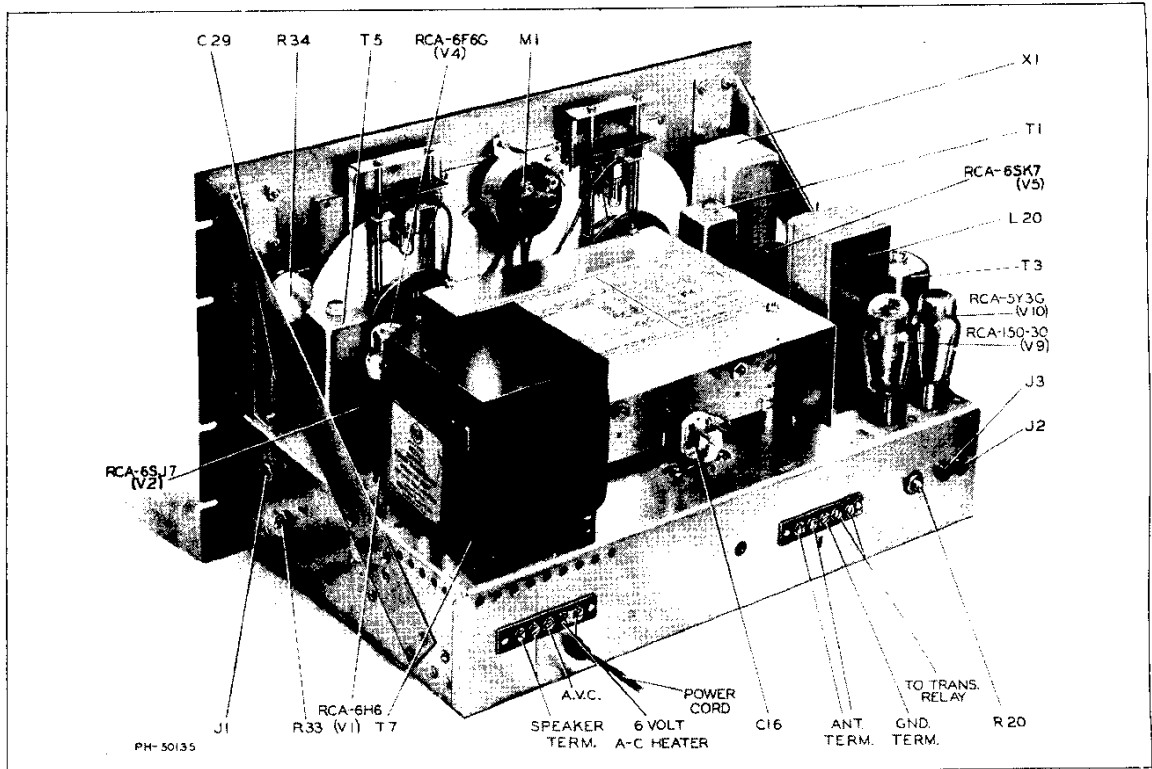 C29
R34
T5
RCA-6F6G
(V4)
M1
X1
T1
RCA-6SK7
(V5)
L20
T3
RCA-5Y3G
(V10)
RCA-150-30
(V9)
J3
J2
RCA-6SJ7
(V2)
J1
R33
RCA-6H6
(V1)
T7
SPEAKER
TERM.
A.V.C.
6 VOLT
A-C HEATER
POWER
CORD
C16
ANT.
TERM.
GND.
TERM.
TO TRANS.
RELAY
R20
PH-50135